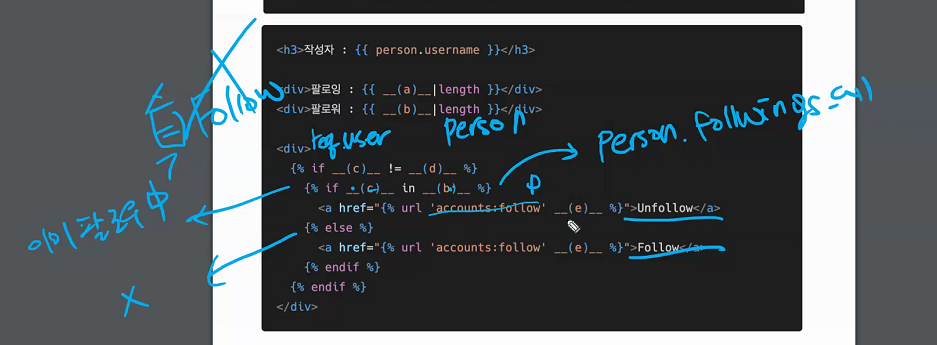 <h3>작성자 : {{ person.username }}</h3>
<div>팔로잉 : {{ __(a)__|length }}</div>
<div>팔로워 : {{ __(b)__|length }}</div>
Follow
req.user
person
person.followings.all
<div>
{% if __(c)__ != __(d)__ %}
{% if __(c)__ in __(b)__ %}
<a href="{% url 'accounts:follow' __(e)__ %}">Unfollow</a>
{% else %}
<a href="{% url 'accounts:follow' __(e)__ %}">Follow</a>
{% endif %}
{% endif %}
</div>
이미 팔로우 中
X